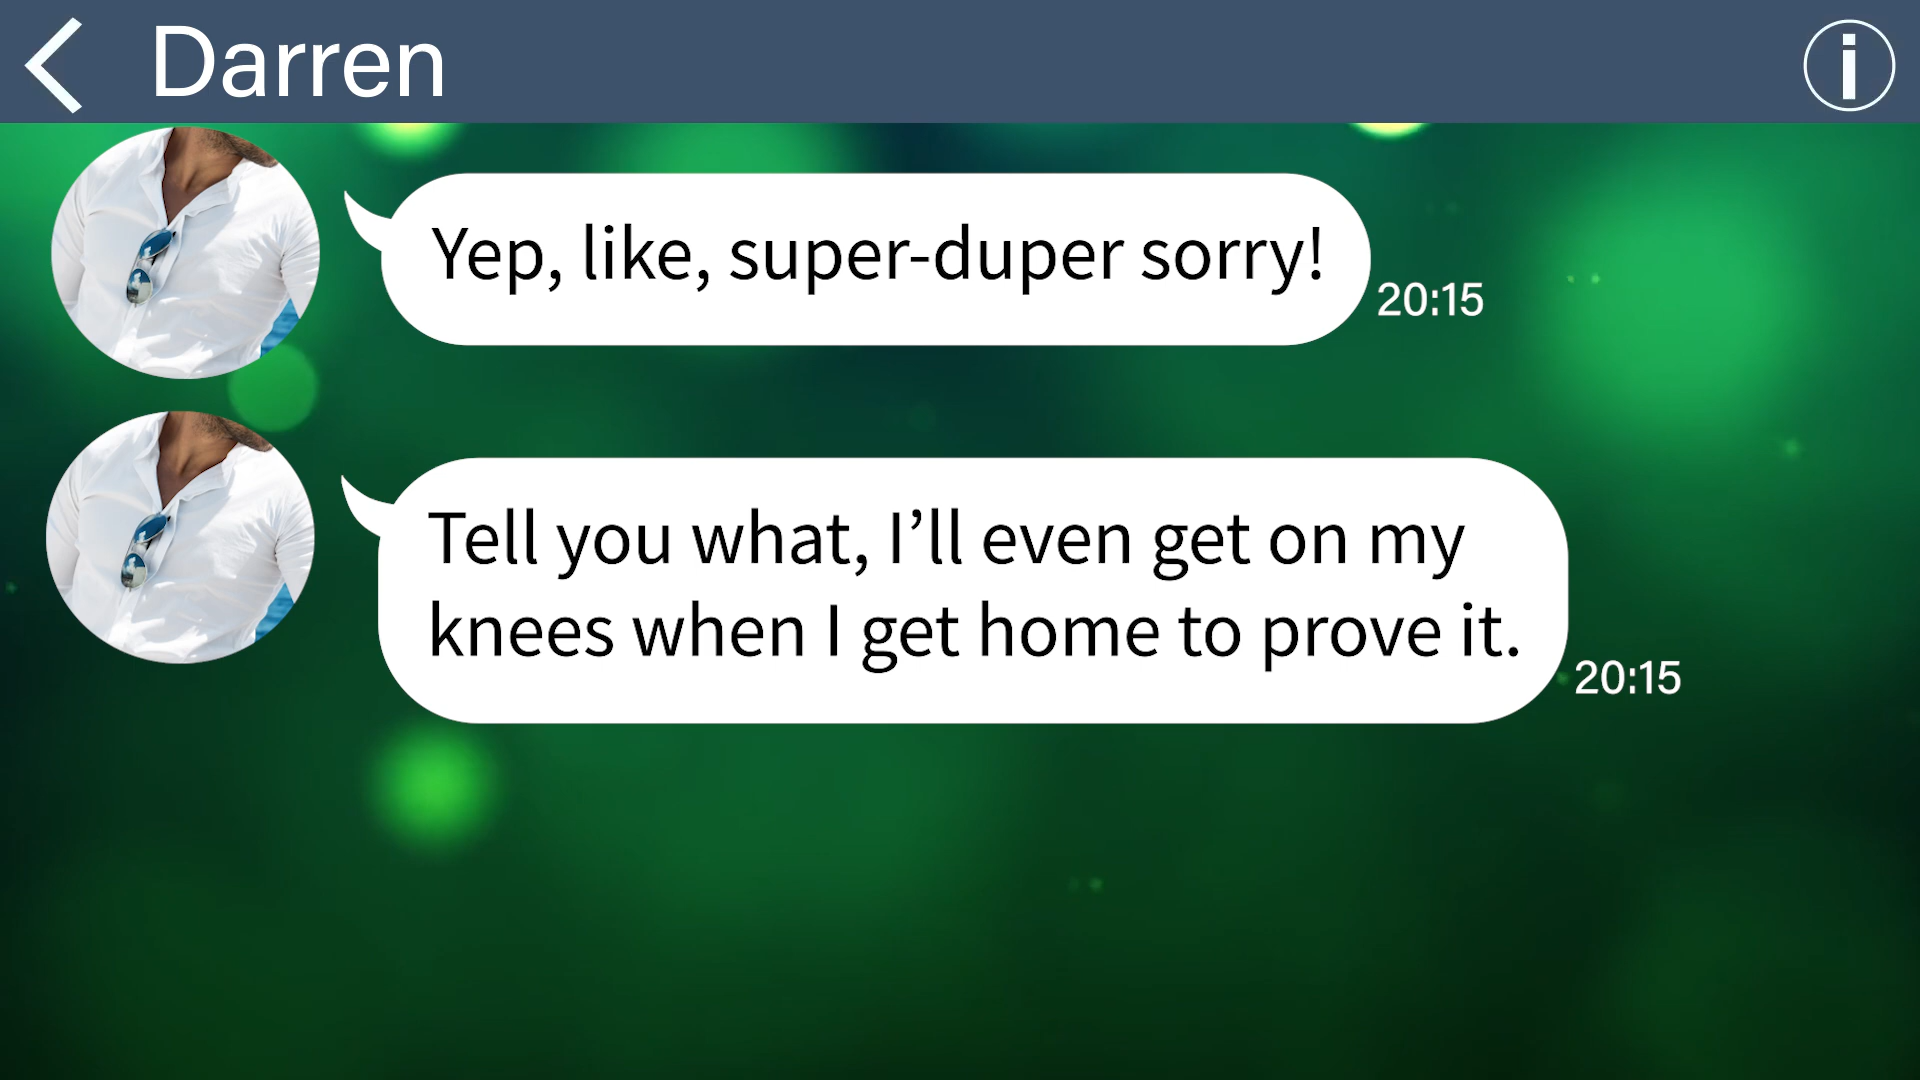 Darren
Yep, like, super-duper sorry!
20:15
Tell you what, I’ll even get on my
knees when I get home to prove it.
20:15